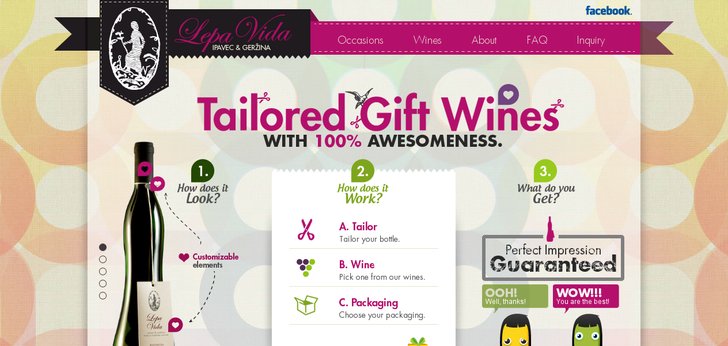 facebook.
Lepa Vida
IPAVEC & GERŽINA
Occasions
Wines
About
FAQ
Inquiry
Tailored Gift Wines
WITH 100% AWESOMENESS.
1.
How does it
Look?
Customizable
elements
Lepa
Vida
2.
How does it
Work?
A. Tailor
Tailor your bottle.
B. Wine
Pick one from our wines.
C. Packaging
Choose your packaging.
3.
What do you
Get?
Perfect Impression
Guaranteed
OOH!
Well, thanks!
WOW!!!
You are the best!